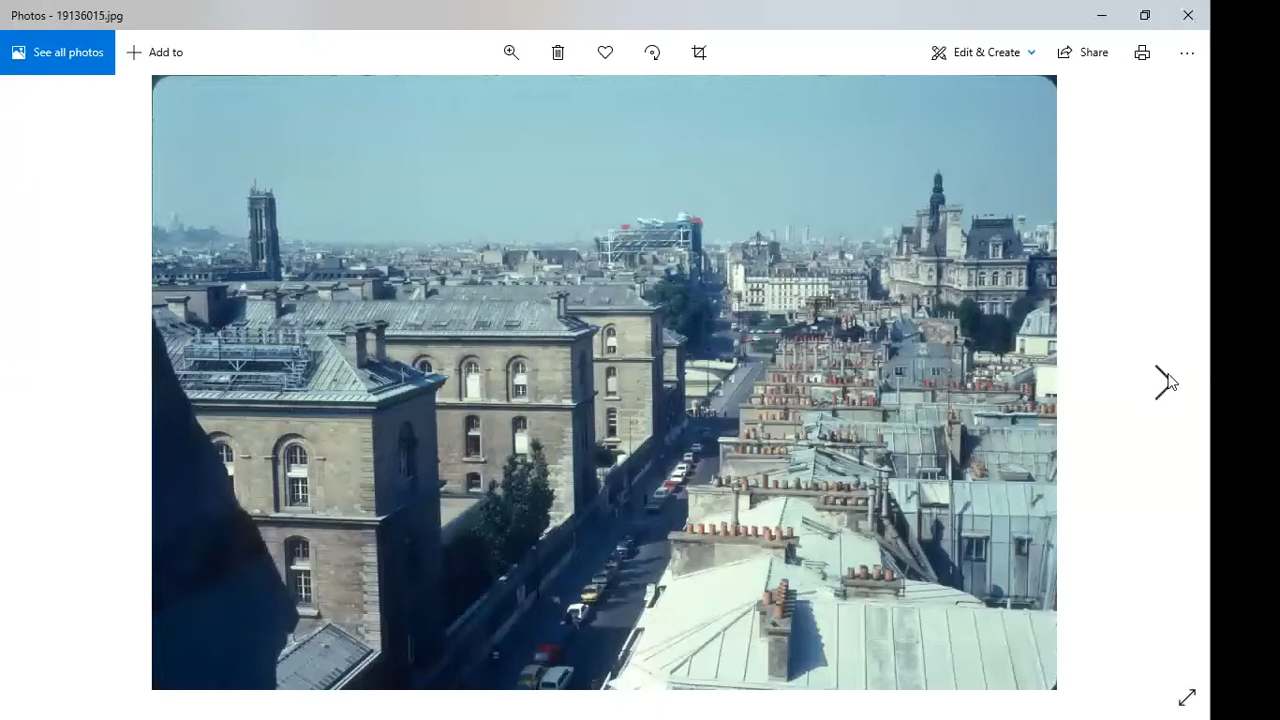 Photos - 19136015.jpg
See all photos
Add to
Edit & Create
Share